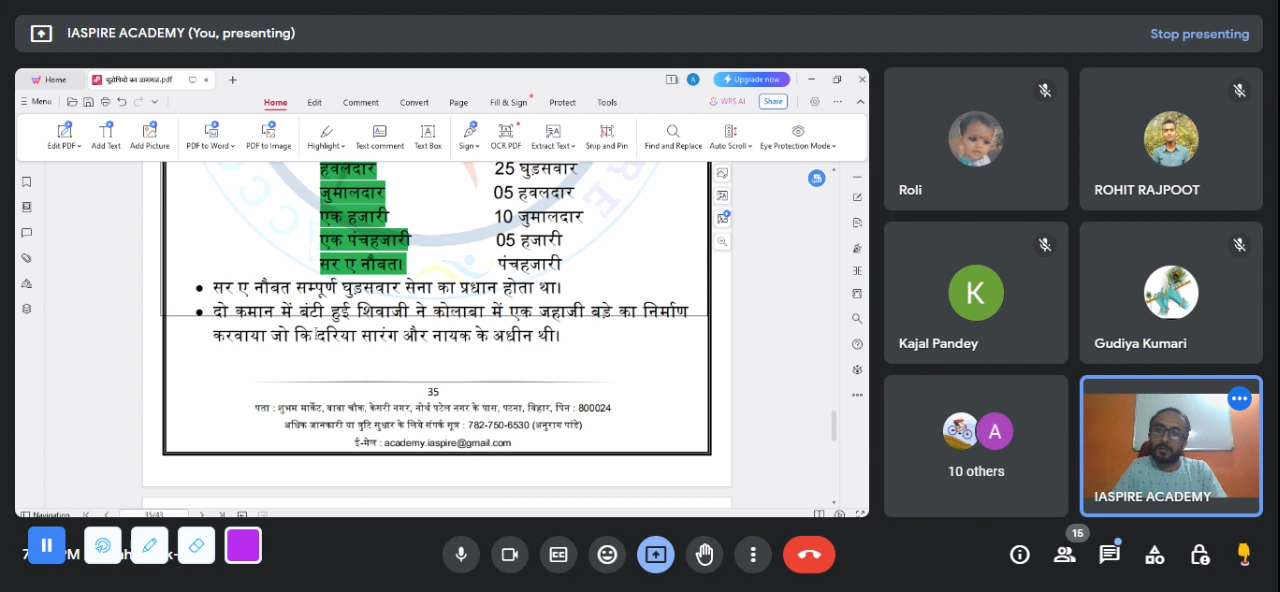 IASPIRE ACADEMY (You, presenting)
Stop presenting
Home
यूरोपियो का आगमन.pdf
Upgrade now
Menu
Home Edit Comment Convert Page Fill & Sign Protect Tools
WPS AI
Share
Edit PDF Add Text Add Picture PDF to Word PDF to Image Highlight Text comment Text Box Sign OCR PDF Extract Text Snip and Pin Find and Replace Auto Scroll Eye Protection Mode
हवलदार 25 घुड़सवार
जुमालदार 05 हवलदार
एक हजारी 10 जुमालदार
एक पंचहजारी 05 हजारी
सर ए नौबत। पंचहजारी
• सर ए नौबत सम्पूर्ण घुड़सवार सेना का प्रधान होता था।
• दो कमान में बंटी हुई शिवाजी ने कोलाबा में एक जहाजी बड़े का निर्माण
करवाया जो कि दरिया सारंग और नायक के अधीन थी।
35
पता : शुभम मार्केट, बाबा चौक, केसरी नगर, नोर्थ पटेल नगर के पास, पटना, बिहार, पिन : 800024
अधिक जानकारी या त्रुटि सुधार के लिये संपर्क सूत्र : 782-750-6530 (अनुराग पांडे)
ई-मेल : academy.iaspire@gmail.com
Navigation
35/43
Roli
ROHIT RAJPOOT
K
Kajal Pandey
Gudiya Kumari
A
10 others
IASPIRE ACADEMY
PM
15